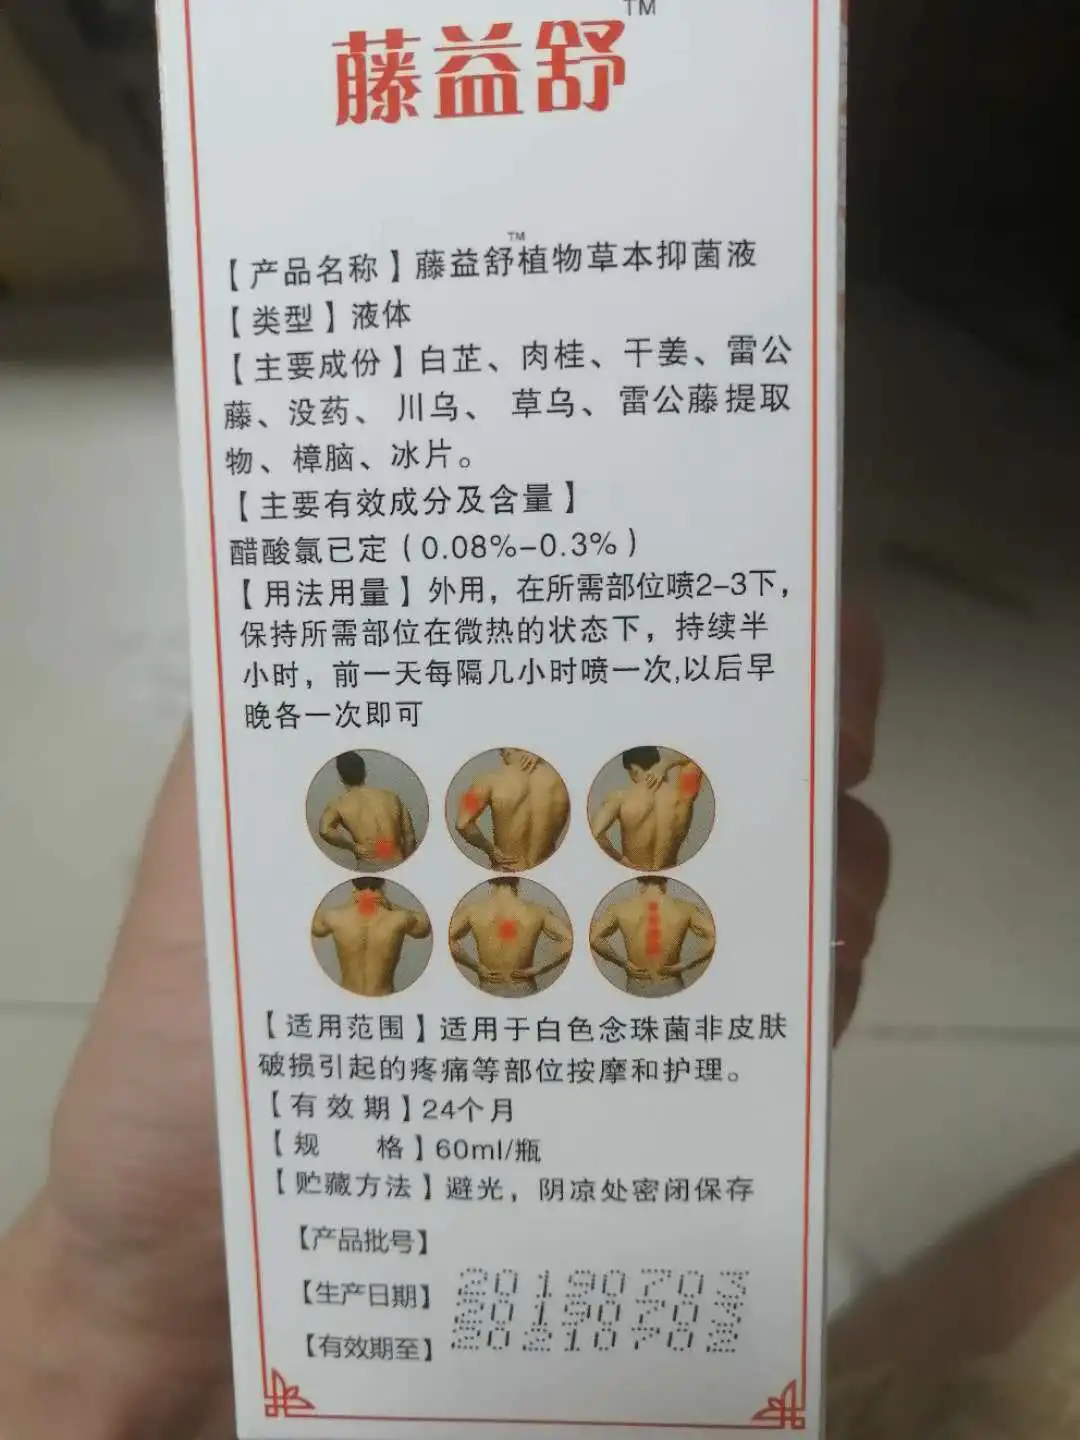 藤益舒™
【产品名称】藤益舒™植物草本抑菌液
【类型】液体
【主要成份】白芷、肉桂、干姜、雷公
藤、没药、川乌、草乌、雷公藤提取
物、樟脑、冰片。
【主要有效成分及含量】
醋酸氯已定（0.08%-0.3%）
【用法用量】外用，在所需部位喷2-3下，
保持所需部位在微热的状态下，持续半
小时，前一天每隔几小时喷一次,以后早
晚各一次即可
【适用范围】适用于白色念珠菌非皮肤
破损引起的疼痛等部位按摩和护理。
【有效期】24个月
【规 格】60ml/瓶
【贮藏方法】避光，阴凉处密闭保存
【产品批号】
20190703
【生产日期】
20190703
【有效期至】
20210702